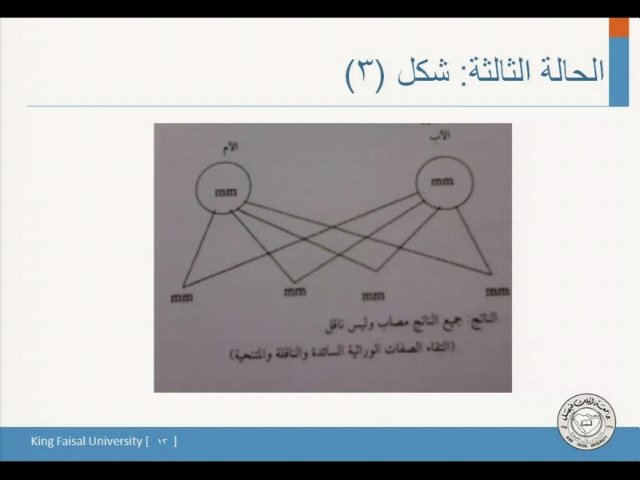 الحالة الثالثة: شكل (٣)
الأم
الأب
mm
mm
mm
mm
mm
mm
الناتج: جميع الناتج مصاب وليس ناقل
(التقاء الصفات الوراثية السائدة والناقلة والمتنحية)
King Faisal University [ ١٣ ]